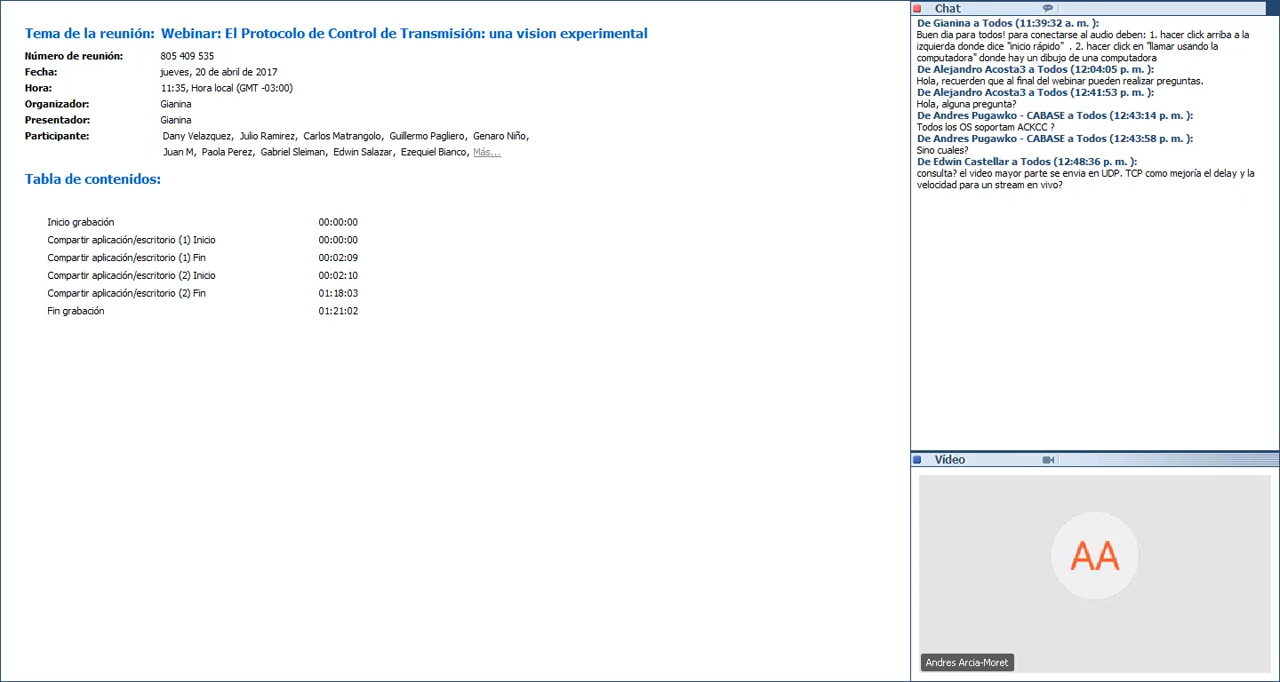 Tema de la reunión: Webinar: El Protocolo de Control de Transmisión: una vision experimental
Número de reunión: 805 409 535
Fecha: jueves, 20 de abril de 2017
Hora: 11:35, Hora local (GMT -03:00)
Organizador: Gianina
Presentador: Gianina
Participante: Dany Velazquez, Julio Ramirez, Carlos Matrangolo, Guillermo Pagliero, Genaro Niño,
Juan M, Paola Perez, Gabriel Sleiman, Edwin Salazar, Ezequiel Bianco, Más...
Tabla de contenidos:
Inicio grabación 00:00:00
Compartir aplicación/escritorio (1) Inicio 00:00:00
Compartir aplicación/escritorio (1) Fin 00:02:09
Compartir aplicación/escritorio (2) Inicio 00:02:10
Compartir aplicación/escritorio (2) Fin 01:18:03
Fin grabación 01:21:02
Chat
De Gianina a Todos (11:39:32 a. m. ):
Buen dia para todos! para conectarse al audio deben: 1. hacer click arriba a la
izquierda donde dice "inicio rápido" . 2. hacer click en "llamar usando la
computadora" donde hay un dibujo de una computadora
De Alejandro Acosta3 a Todos (12:04:05 p. m. ):
Hola, recuerden que al final del webinar pueden realizar preguntas.
De Alejandro Acosta3 a Todos (12:41:53 p. m. ):
Hola, alguna pregunta?
De Andres Pugawko - CABASE a Todos (12:43:14 p. m. ):
Todos los OS soportam ACKCC ?
De Andres Pugawko - CABASE a Todos (12:43:58 p. m. ):
Sino cuales?
De Edwin Castellar a Todos (12:48:36 p. m. ):
consulta? el video mayor parte se envia en UDP. TCP como mejoría el delay y la
velocidad para un stream en vivo?
Vídeo
AA
Andres Arcia-Moret